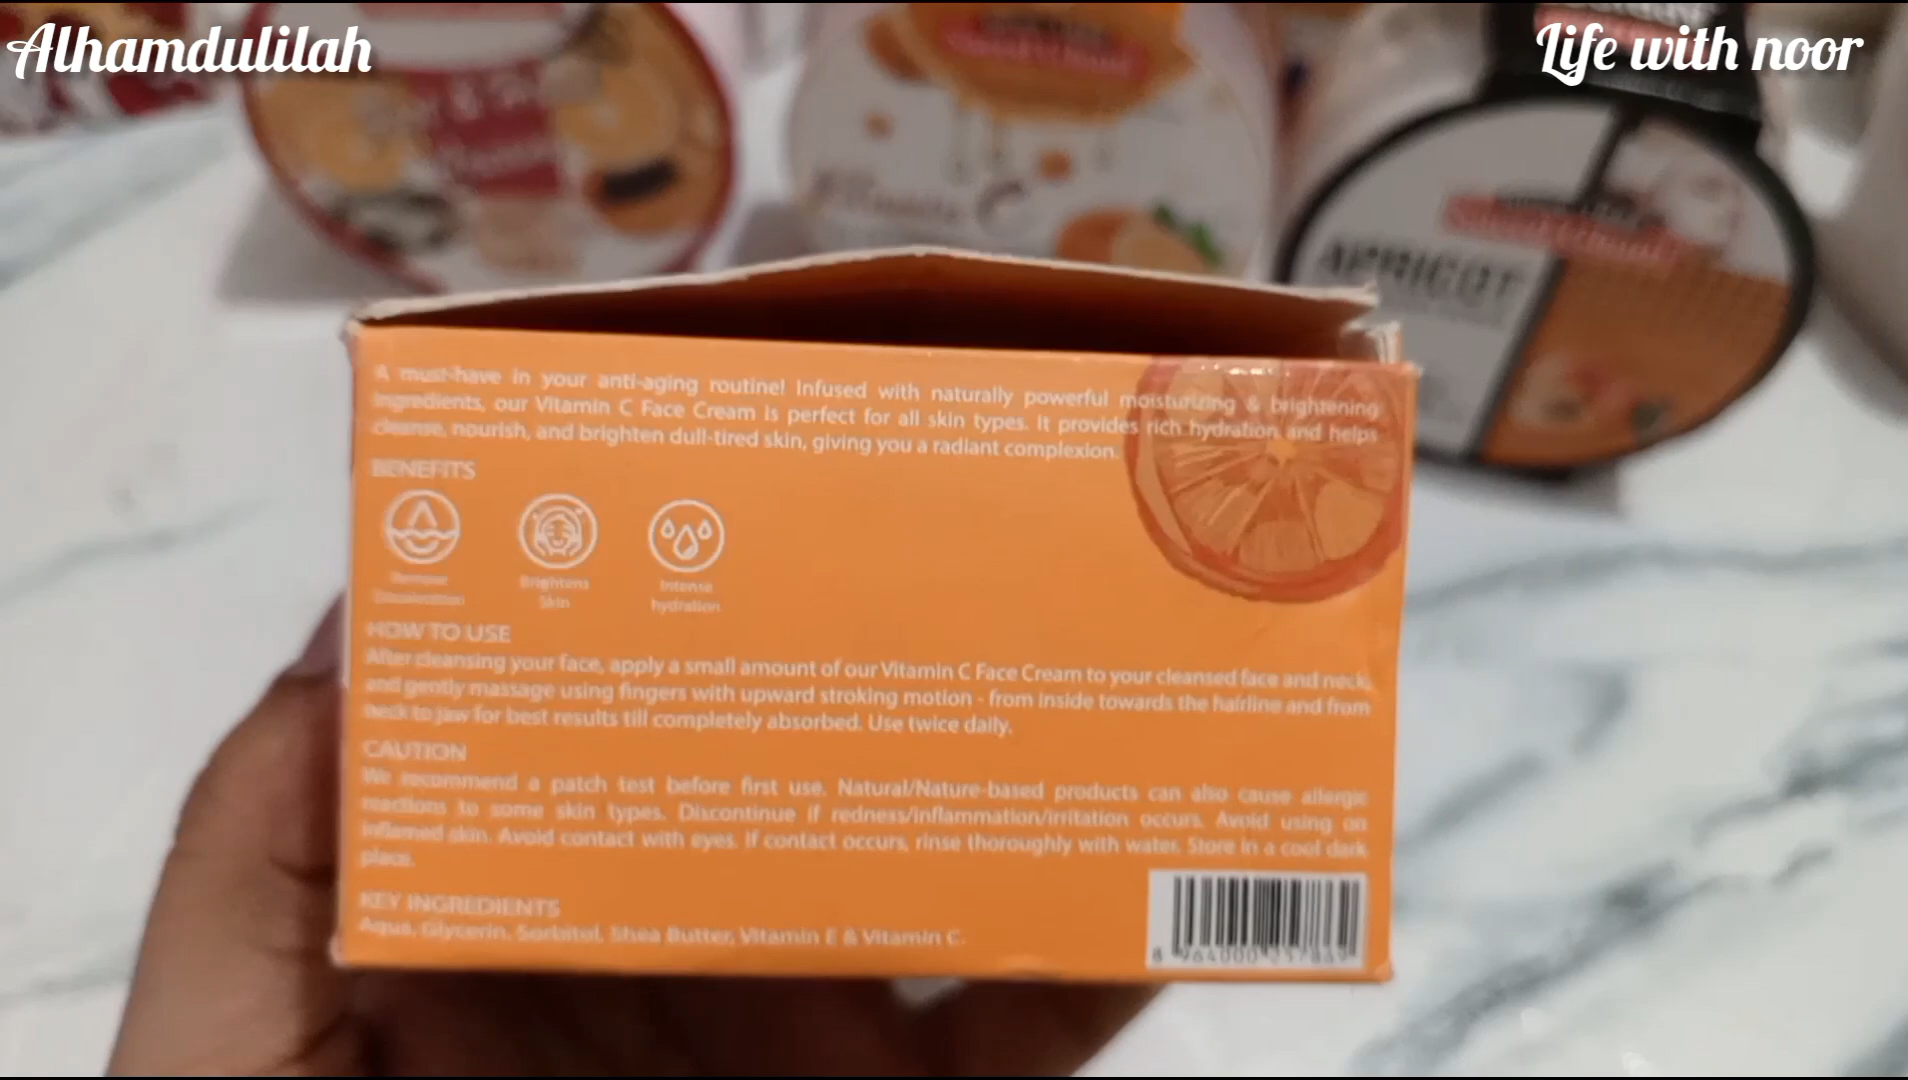 Alhamdulilah
Life with noor
Vitamin C
APRICOT
A must-have in your anti-aging routine! Infused with naturally powerful moisturizing & brightening
ingredients, our Vitamin C Face Cream is perfect for all skin types. It provides rich hydration and helps
cleanse, nourish, and brighten dull-tired skin, giving you a radiant complexion.
BENEFITS
Brightens
Skin
Intense
hydration
HOW TO USE
After cleansing your face, apply a small amount of our Vitamin C Face Cream to your cleansed face and neck,
and gently massage using fingers with upward stroking motion - from inside towards the hairline and from
neck to jaw for best results till completely absorbed. Use twice daily.
CAUTION
We recommend a patch test before first use. Natural/Nature-based products can also cause allergic
reactions to some skin types. Discontinue if redness/inflammation/irritation occurs. Avoid using on
inflamed skin. Avoid contact with eyes. If contact occurs, rinse thoroughly with water. Store in a cool dark
place.
KEY INGREDIENTS
Aqua, Glycerin, Sorbitol, Shea Butter, Vitamin E & Vitamin C.